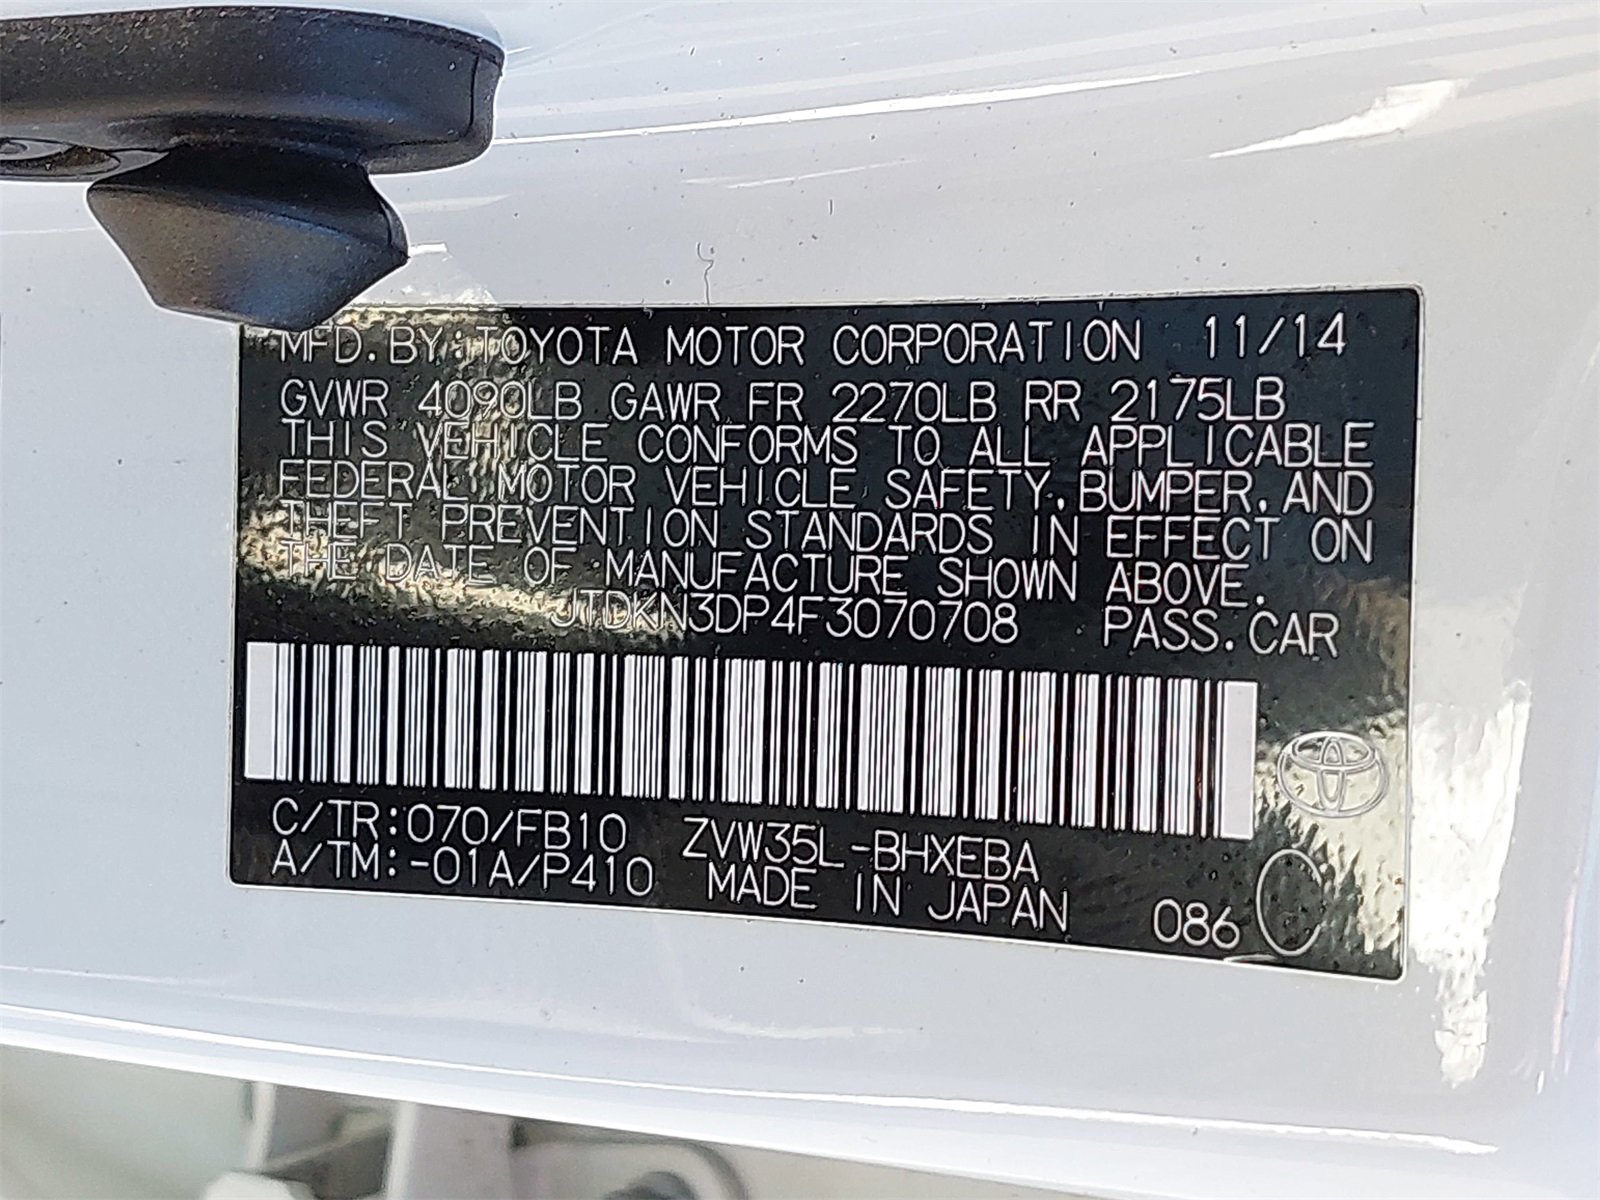 MFD. BY: TOYOTA MOTOR CORPORATION 11/14
GVWR 4090LB GAWR FR 2270LB RR 2175LB
THIS VEHICLE CONFORMS TO ALL APPLICABLE
FEDERAL MOTOR VEHICLE SAFETY, BUMPER, AND
THEFT PREVENTION STANDARDS IN EFFECT ON
THE DATE OF MANUFACTURE SHOWN ABOVE.
JTDKN3DP4F3070708 PASS. CAR
C/TR:070/FB10 ZVW35L-BHXEBA
A/TM:-01A/P410 MADE IN JAPAN 086